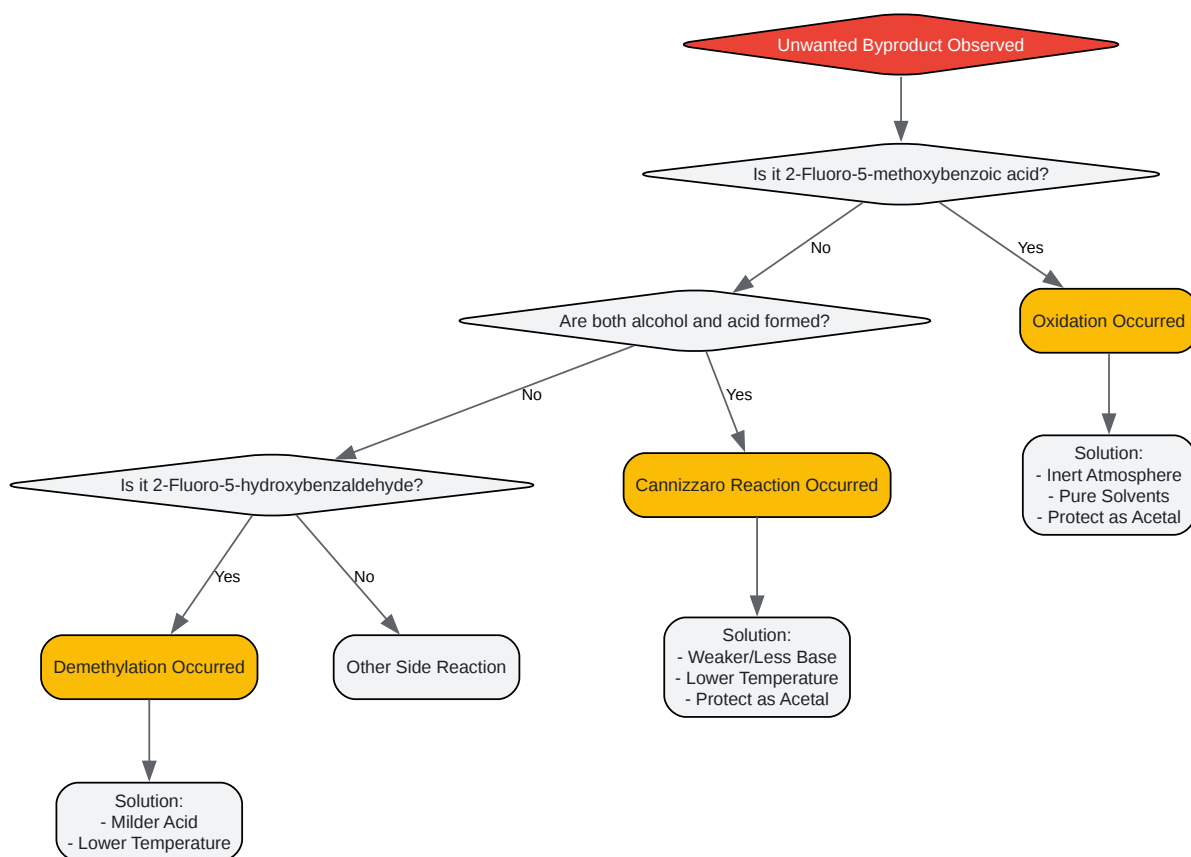 Unwanted Byproduct Observed
Is it 2-Fluoro-5-methoxybenzoic acid?
No
Yes
Are both alcohol and acid formed?
Oxidation Occurred
No
Yes
Is it 2-Fluoro-5-hydroxybenzaldehyde?
Cannizzaro Reaction Occurred
Solution:
- Inert Atmosphere
- Pure Solvents
- Protect as Acetal
Yes
No
Demethylation Occurred
Other Side Reaction
Solution:
- Weaker/Less Base
- Lower Temperature
- Protect as Acetal
Solution:
- Milder Acid
- Lower Temperature